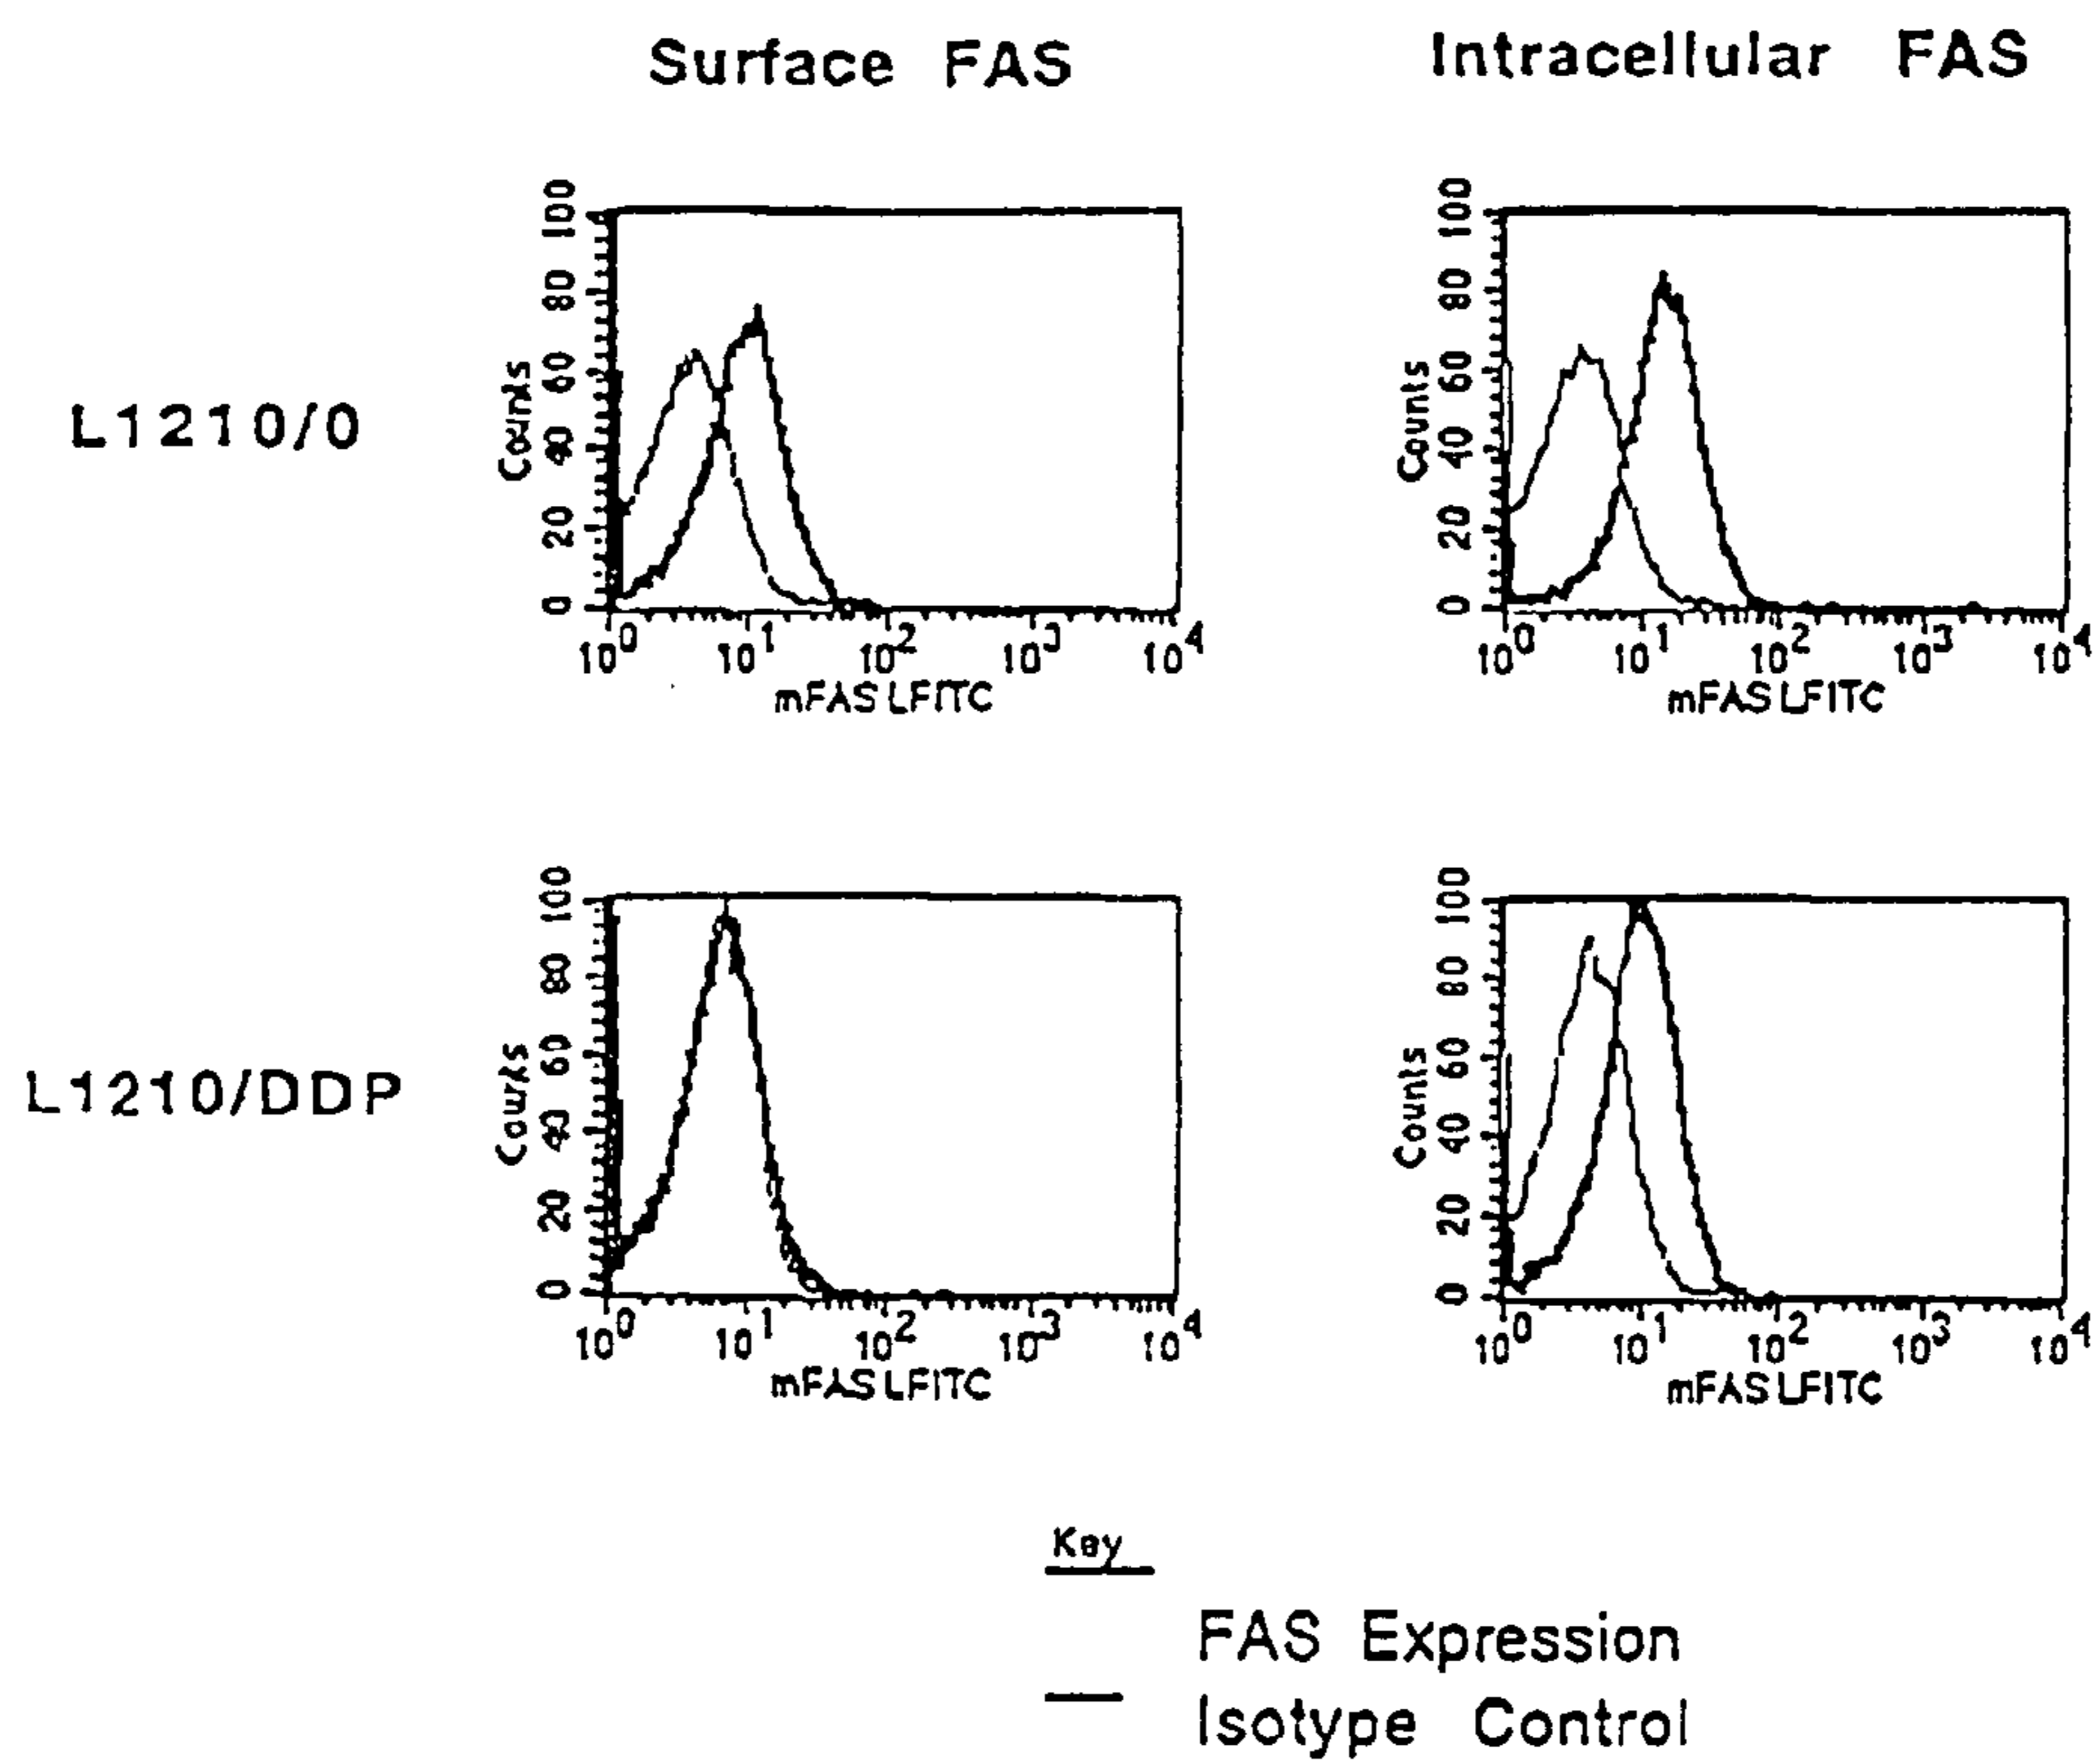 Surface FAS
Intracellular FAS
L1210/0
Counts
0 20 40 60 80 100
10^0 10^1 10^2 10^3 10^4
mFAS LFITC
Counts
0 20 40 60 80 100
10^0 10^1 10^2 10^3 10^4
mFAS LFITC
L1210/DDP
Counts
0 20 40 60 80 100
10^0 10^1 10^2 10^3 10^4
mFAS LFITC
Counts
0 20 40 60 80 100
10^0 10^1 10^2 10^3 10^4
mFAS LFITC
Key
FAS Expression
Isotype Control